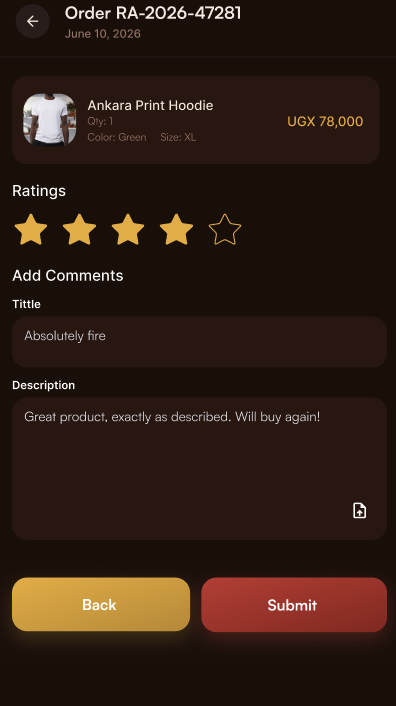 Order RA-2026-47281
June 10, 2026
Ankara Print Hoodie
Qty: 1
UGX 78,000
Color: Green Size: XL
Ratings
Add Comments
Tittle
Absolutely fire
Description
Great product, exactly as described. Will buy again!
Back
Submit